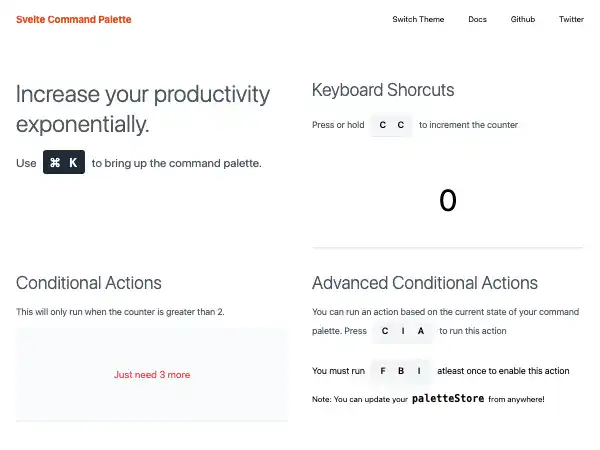 Svelte Command Palette
Switch Theme Docs Github Twitter
Increase your productivity
exponentially.
Use ⌘ K to bring up the command palette.
Keyboard Shorcuts
Press or hold C C to increment the counter
0
Conditional Actions
This will only run when the counter is greater than 2.
Just need 3 more
Advanced Conditional Actions
You can run an action based on the current state of your command
palette. Press C I A to run this action
You must run F B I atleast once to enable this action
Note: You can update your paletteStore from anywhere!